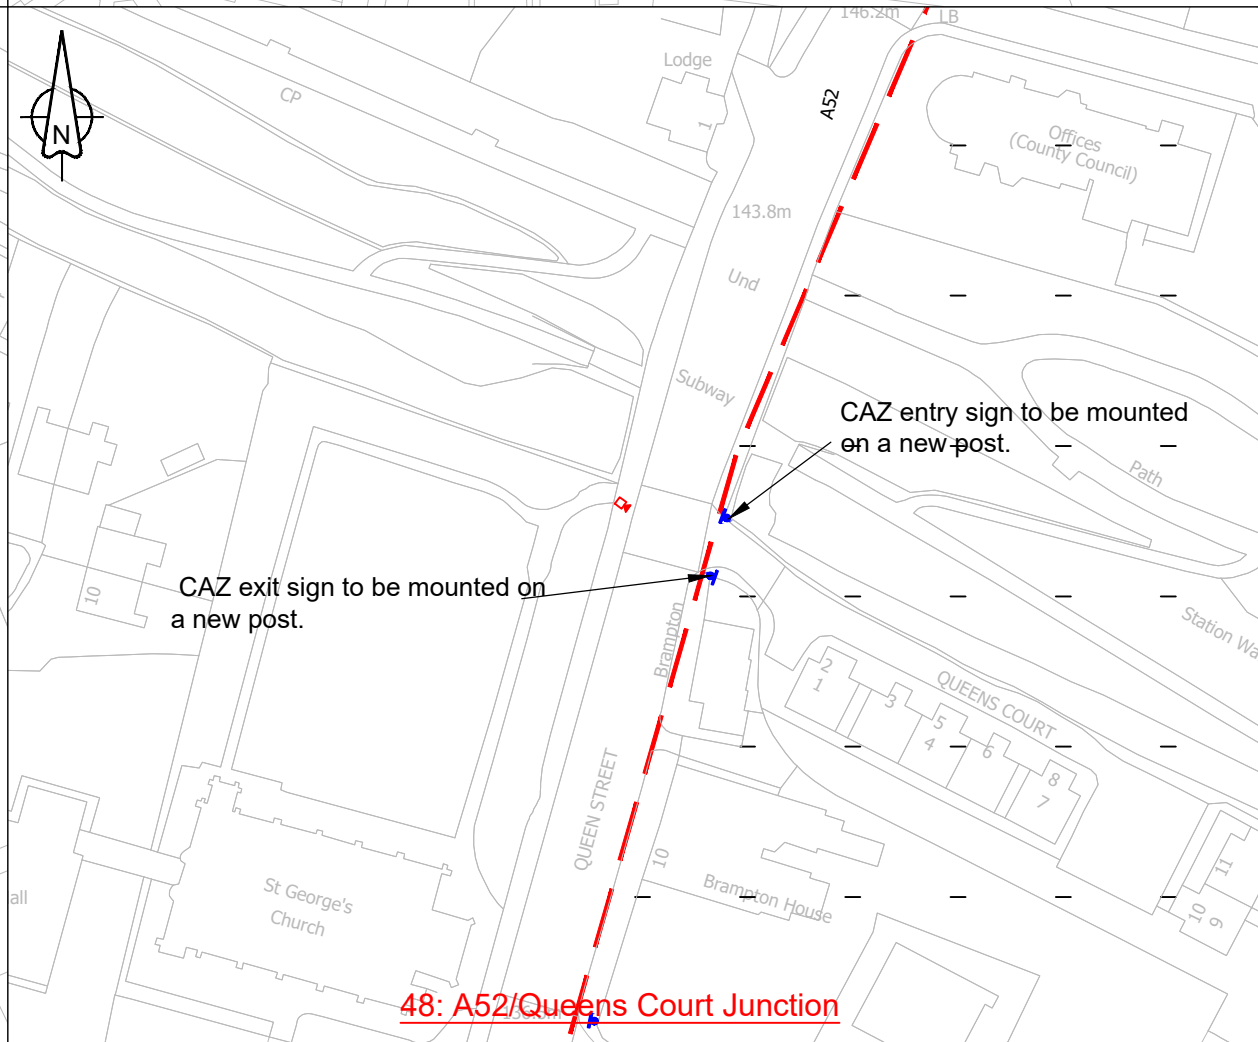 146.2m
LB
Lodge
1
CP
A52
N
Offices
(County Council)
143.8m
Und
Subway
CAZ entry sign to be mounted
on a new post.
Path
CAZ exit sign to be mounted on
a new post.
10
Brampton
Station Wa
2
1
3
QUEENS COURT
5
4
6
8
7
QUEEN STREET
10
Brampton House
11
10
9
all
St George's
Church
48: A52/Queens Court Junction